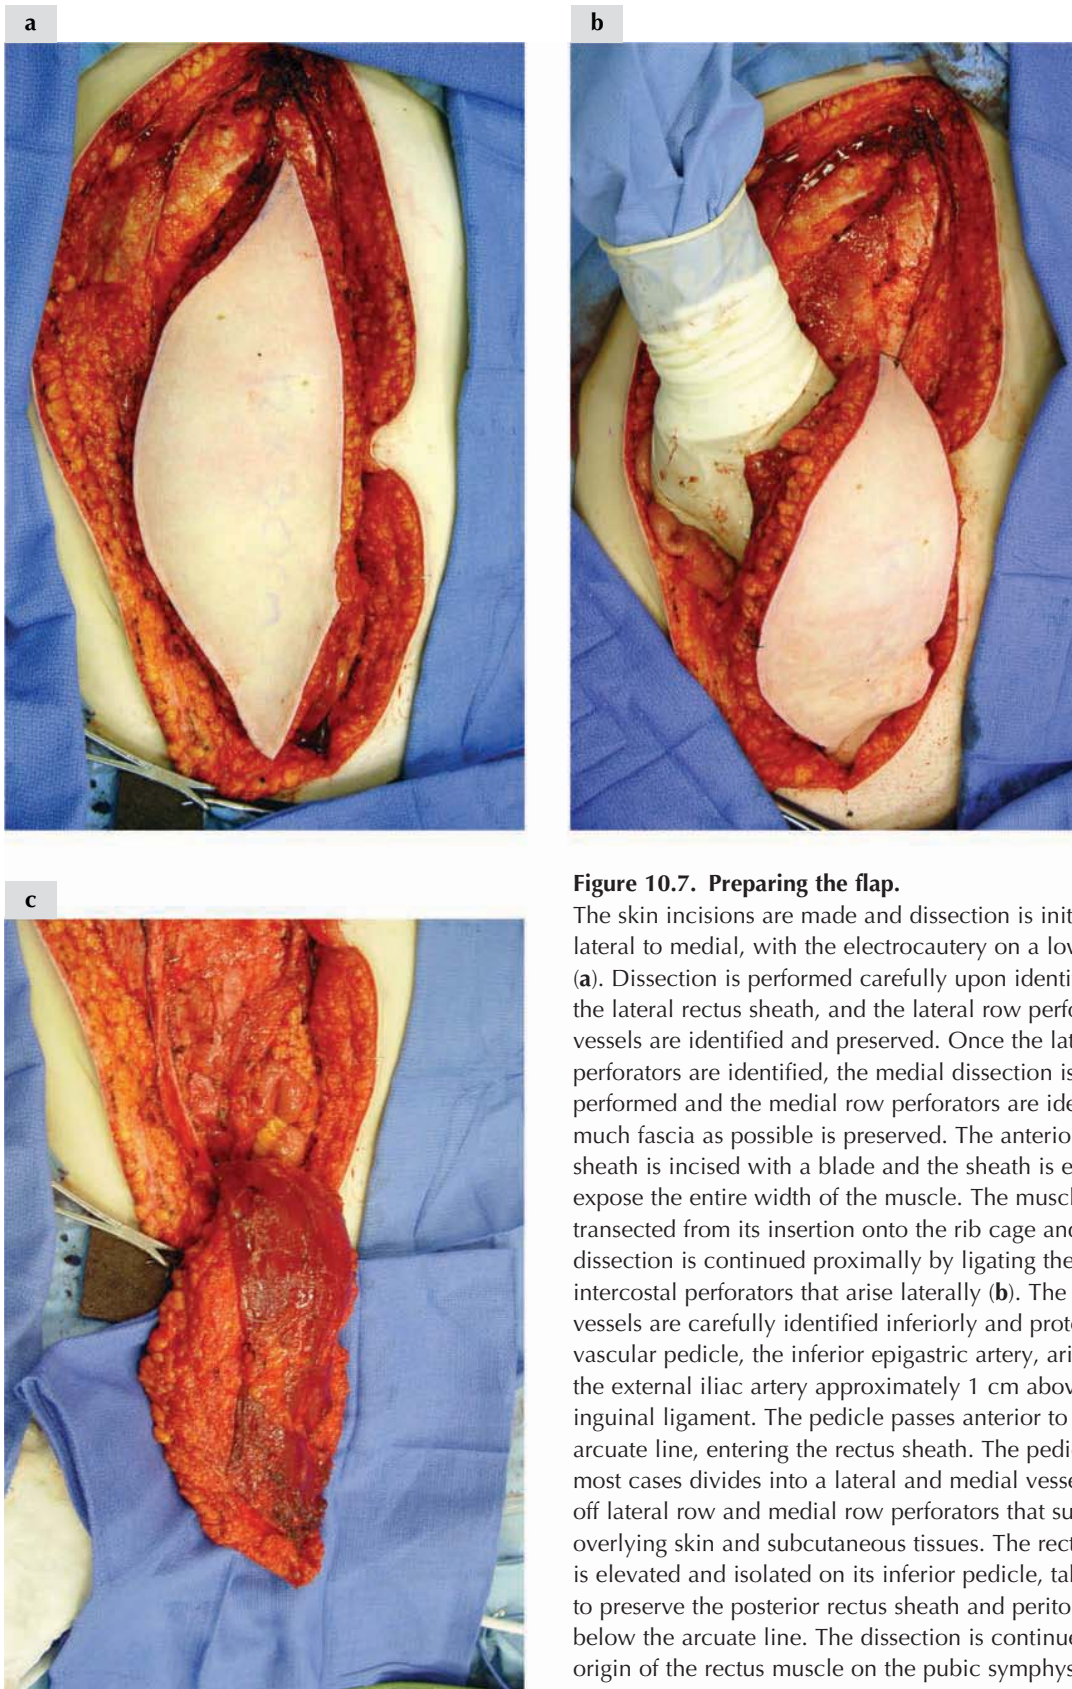 a
b
c
Figure 10.7. Preparing the flap.
The skin incisions are made and dissection is init
lateral to medial, with the electrocautery on a lov
(a). Dissection is performed carefully upon identi
the lateral rectus sheath, and the lateral row perfo
vessels are identified and preserved. Once the lat
perforators are identified, the medial dissection is
performed and the medial row perforators are ide
much fascia as possible is preserved. The anterio
sheath is incised with a blade and the sheath is e
expose the entire width of the muscle. The muscl
transected from its insertion onto the rib cage and
dissection is continued proximally by ligating the
intercostal perforators that arise laterally (b). The
vessels are carefully identified inferiorly and prot
vascular pedicle, the inferior epigastric artery, ari
the external iliac artery approximately 1 cm abov
inguinal ligament. The pedicle passes anterior to
arcuate line, entering the rectus sheath. The pedi
most cases divides into a lateral and medial vesse
off lateral row and medial row perforators that su
overlying skin and subcutaneous tissues. The rect
is elevated and isolated on its inferior pedicle, tal
to preserve the posterior rectus sheath and perito
below the arcuate line. The dissection is continue
origin of the rectus muscle on the pubic symphys